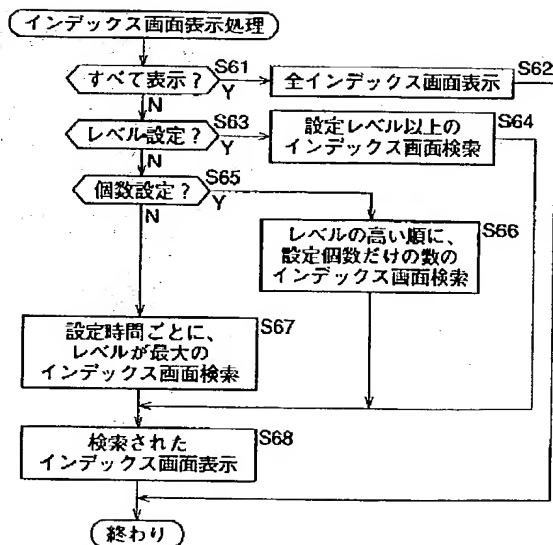 インデックス画面表示処理
すべて表示？
S61
Y
N
全インデックス画面表示
S62
レベル設定？
S63
Y
N
設定レベル以上の
インデックス画面検索
S64
個数設定？
S65
Y
N
レベルの高い順に、
設定個数だけの数の
インデックス画面検索
S66
設定時間ごとに、
レベルが最大の
インデックス画面検索
S67
検索された
インデックス画面表示
S68
終わり